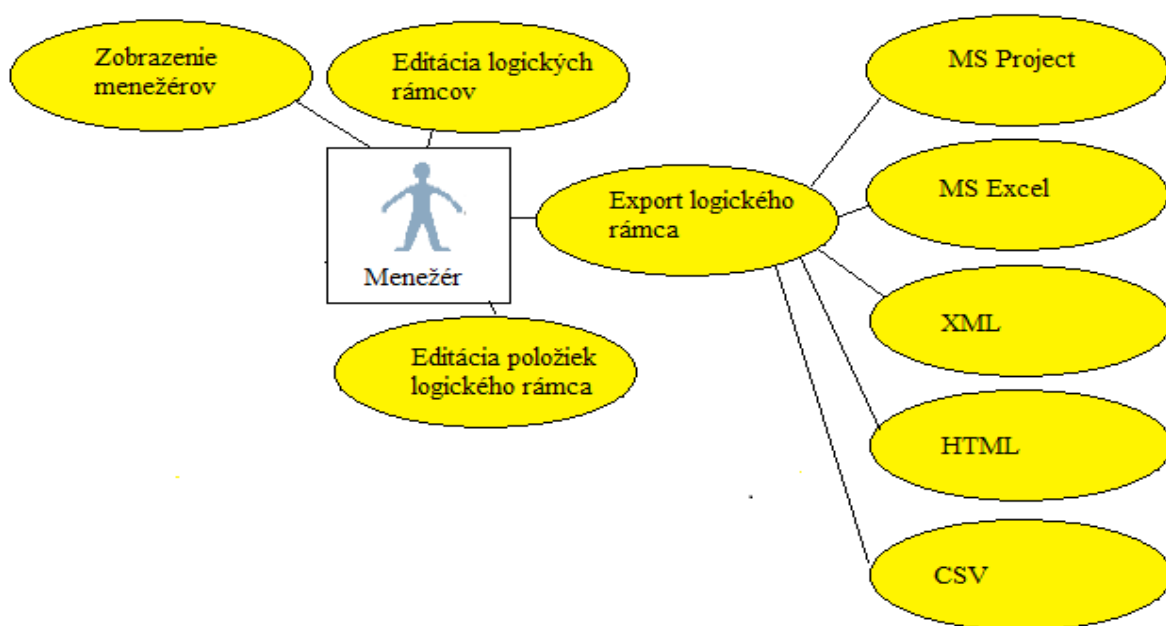 Zobrazenie
menežérov
Editácia logických
rámcov
Menežér
Editácia položiek
logického rámca
Export logického
rámca
MS Project
MS Excel
XML
HTML
CSV